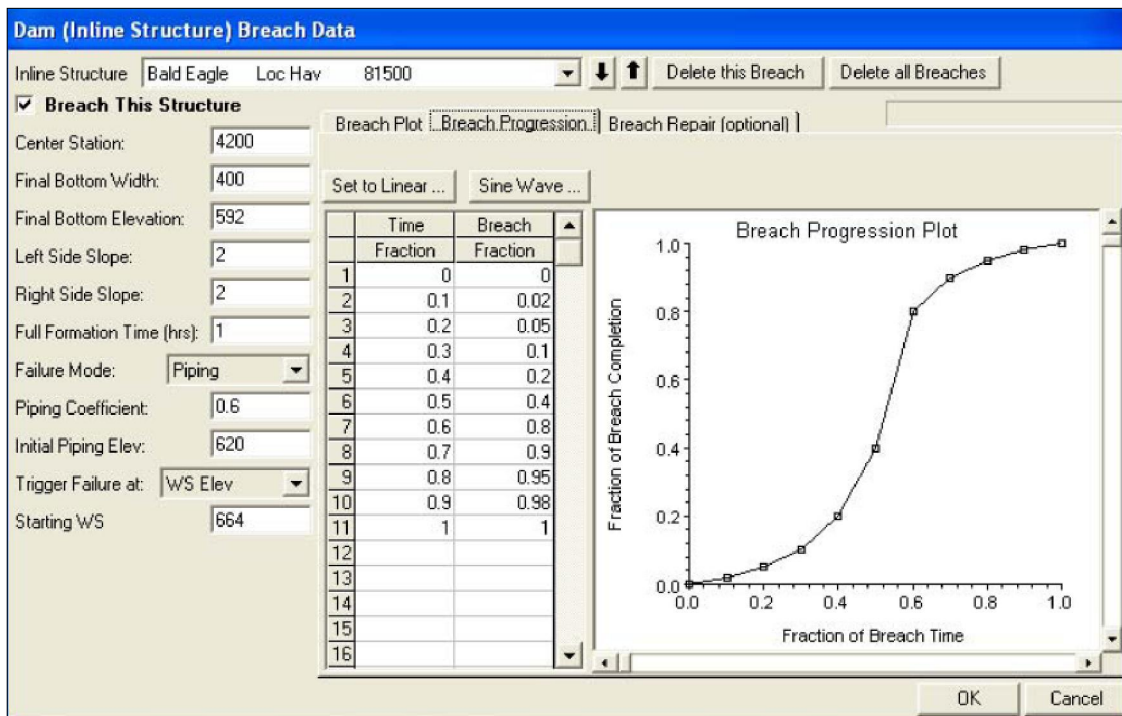 Dam (Inline Structure) Breach Data
Inline Structure Bald Eagle Loc Hav 81500 Delete this Breach Delete all Breaches
Breach This Structure
Center Station: 4200
Final Bottom Width: 400
Final Bottom Elevation: 592
Left Side Slope: 2
Right Side Slope: 2
Full Formation Time (hrs): 1
Failure Mode: Piping
Piping Coefficient: 0.6
Initial Piping Elev: 620
Trigger Failure at: WS Elev
Starting WS 664
Breach Plot Breach Progression Breach Repair (optional)
Set to Linear ... Sine Wave ...
Time Breach
Fraction Fraction
1 0 0
2 0.1 0.02
3 0.2 0.05
4 0.3 0.1
5 0.4 0.2
6 0.5 0.4
7 0.6 0.8
8 0.7 0.9
9 0.8 0.95
10 0.9 0.98
11 1 1
12
13
14
15
16
Breach Progression Plot
Fraction of Breach Completion
1.0
0.8
0.6
0.4
0.2
0.0
0.0 0.2 0.4 0.6 0.8 1.0
Fraction of Breach Time
OK Cancel